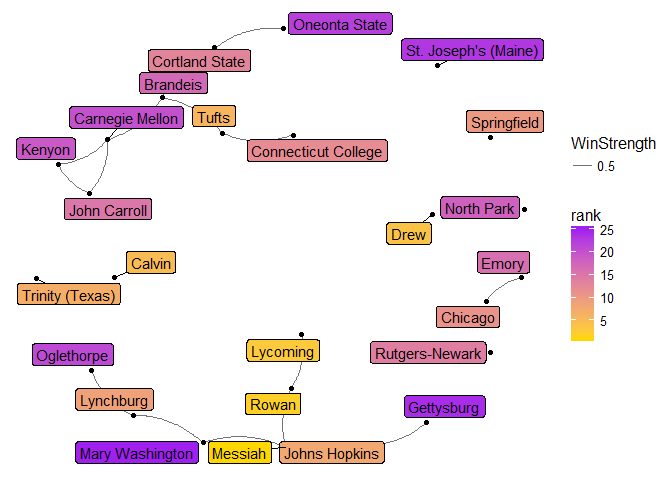 Oneonta State
St. Joseph's (Maine)
Cortland State
Brandeis
Carnegie Mellon
Tufts
Springfield
Kenyon
Connecticut College
John Carroll
North Park
Drew
Calvin
Emory
Trinity (Texas)
Chicago
Oglethorpe
Lycoming
Rutgers-Newark
Lynchburg
Rowan
Gettysburg
Mary Washington
Messiah
Johns Hopkins
WinStrength
0.5
rank
25
20
15
10
5